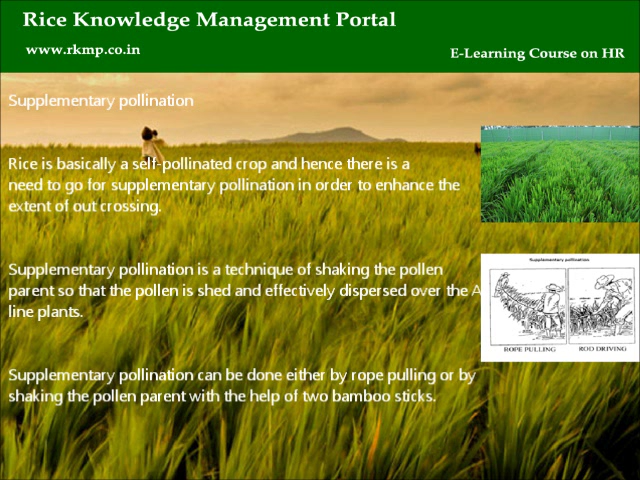 Rice Knowledge Management Portal
www.rkmp.co.in
E-Learning Course on HR
Supplementary pollination
Rice is basically a self-pollinated crop and hence there is a
need to go for supplementary pollination in order to enhance the
extent of out crossing.
Supplementary pollination is a technique of shaking the pollen
parent so that the pollen is shed and effectively dispersed over the A
line plants.
Supplementary pollination
ROPE PULLING ROD DRIVING
Supplementary pollination can be done either by rope pulling or by
shaking the pollen parent with the help of two bamboo sticks.